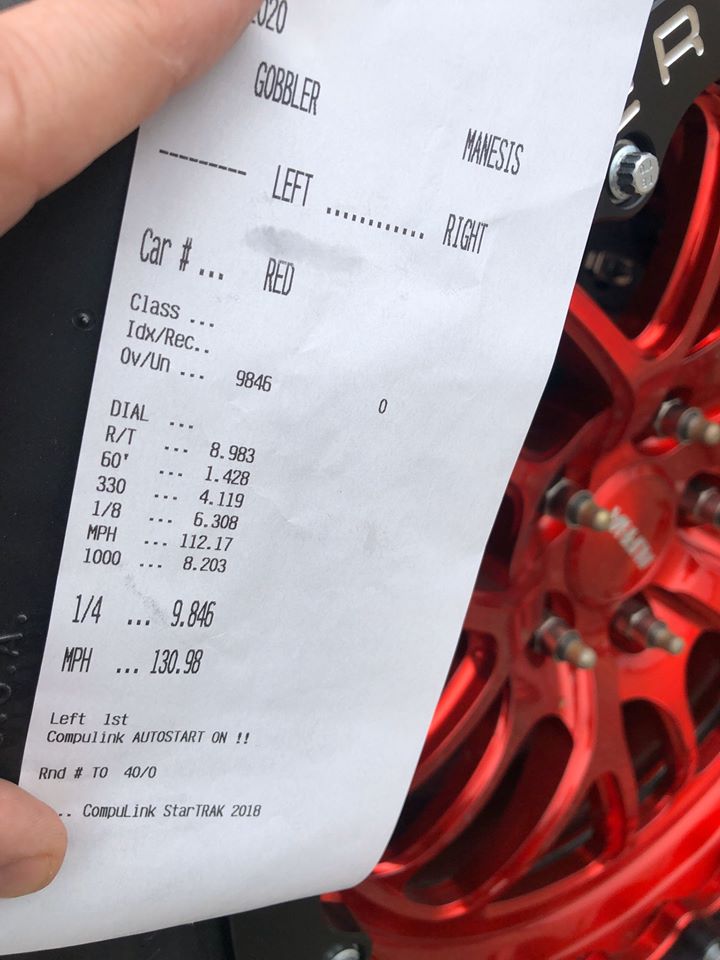 2020
GOBBLER
MANESIS
--------- LEFT ............ RIGHT
Car # ... RED
Class ...
Idx/Rec..
Ov/Un ... 9846 0
DIAL ...
R/T ... 8.983
60' ... 1.428
330 ... 4.119
1/8 ... 6.308
MPH ... 112.17
1000 ... 8.203
1/4 ... 9.846
MPH ... 130.98
Left 1st
Compulink AUTOSTART ON !!
Rnd # TO 40/0
.. CompuLink StarTRAK 2018
R